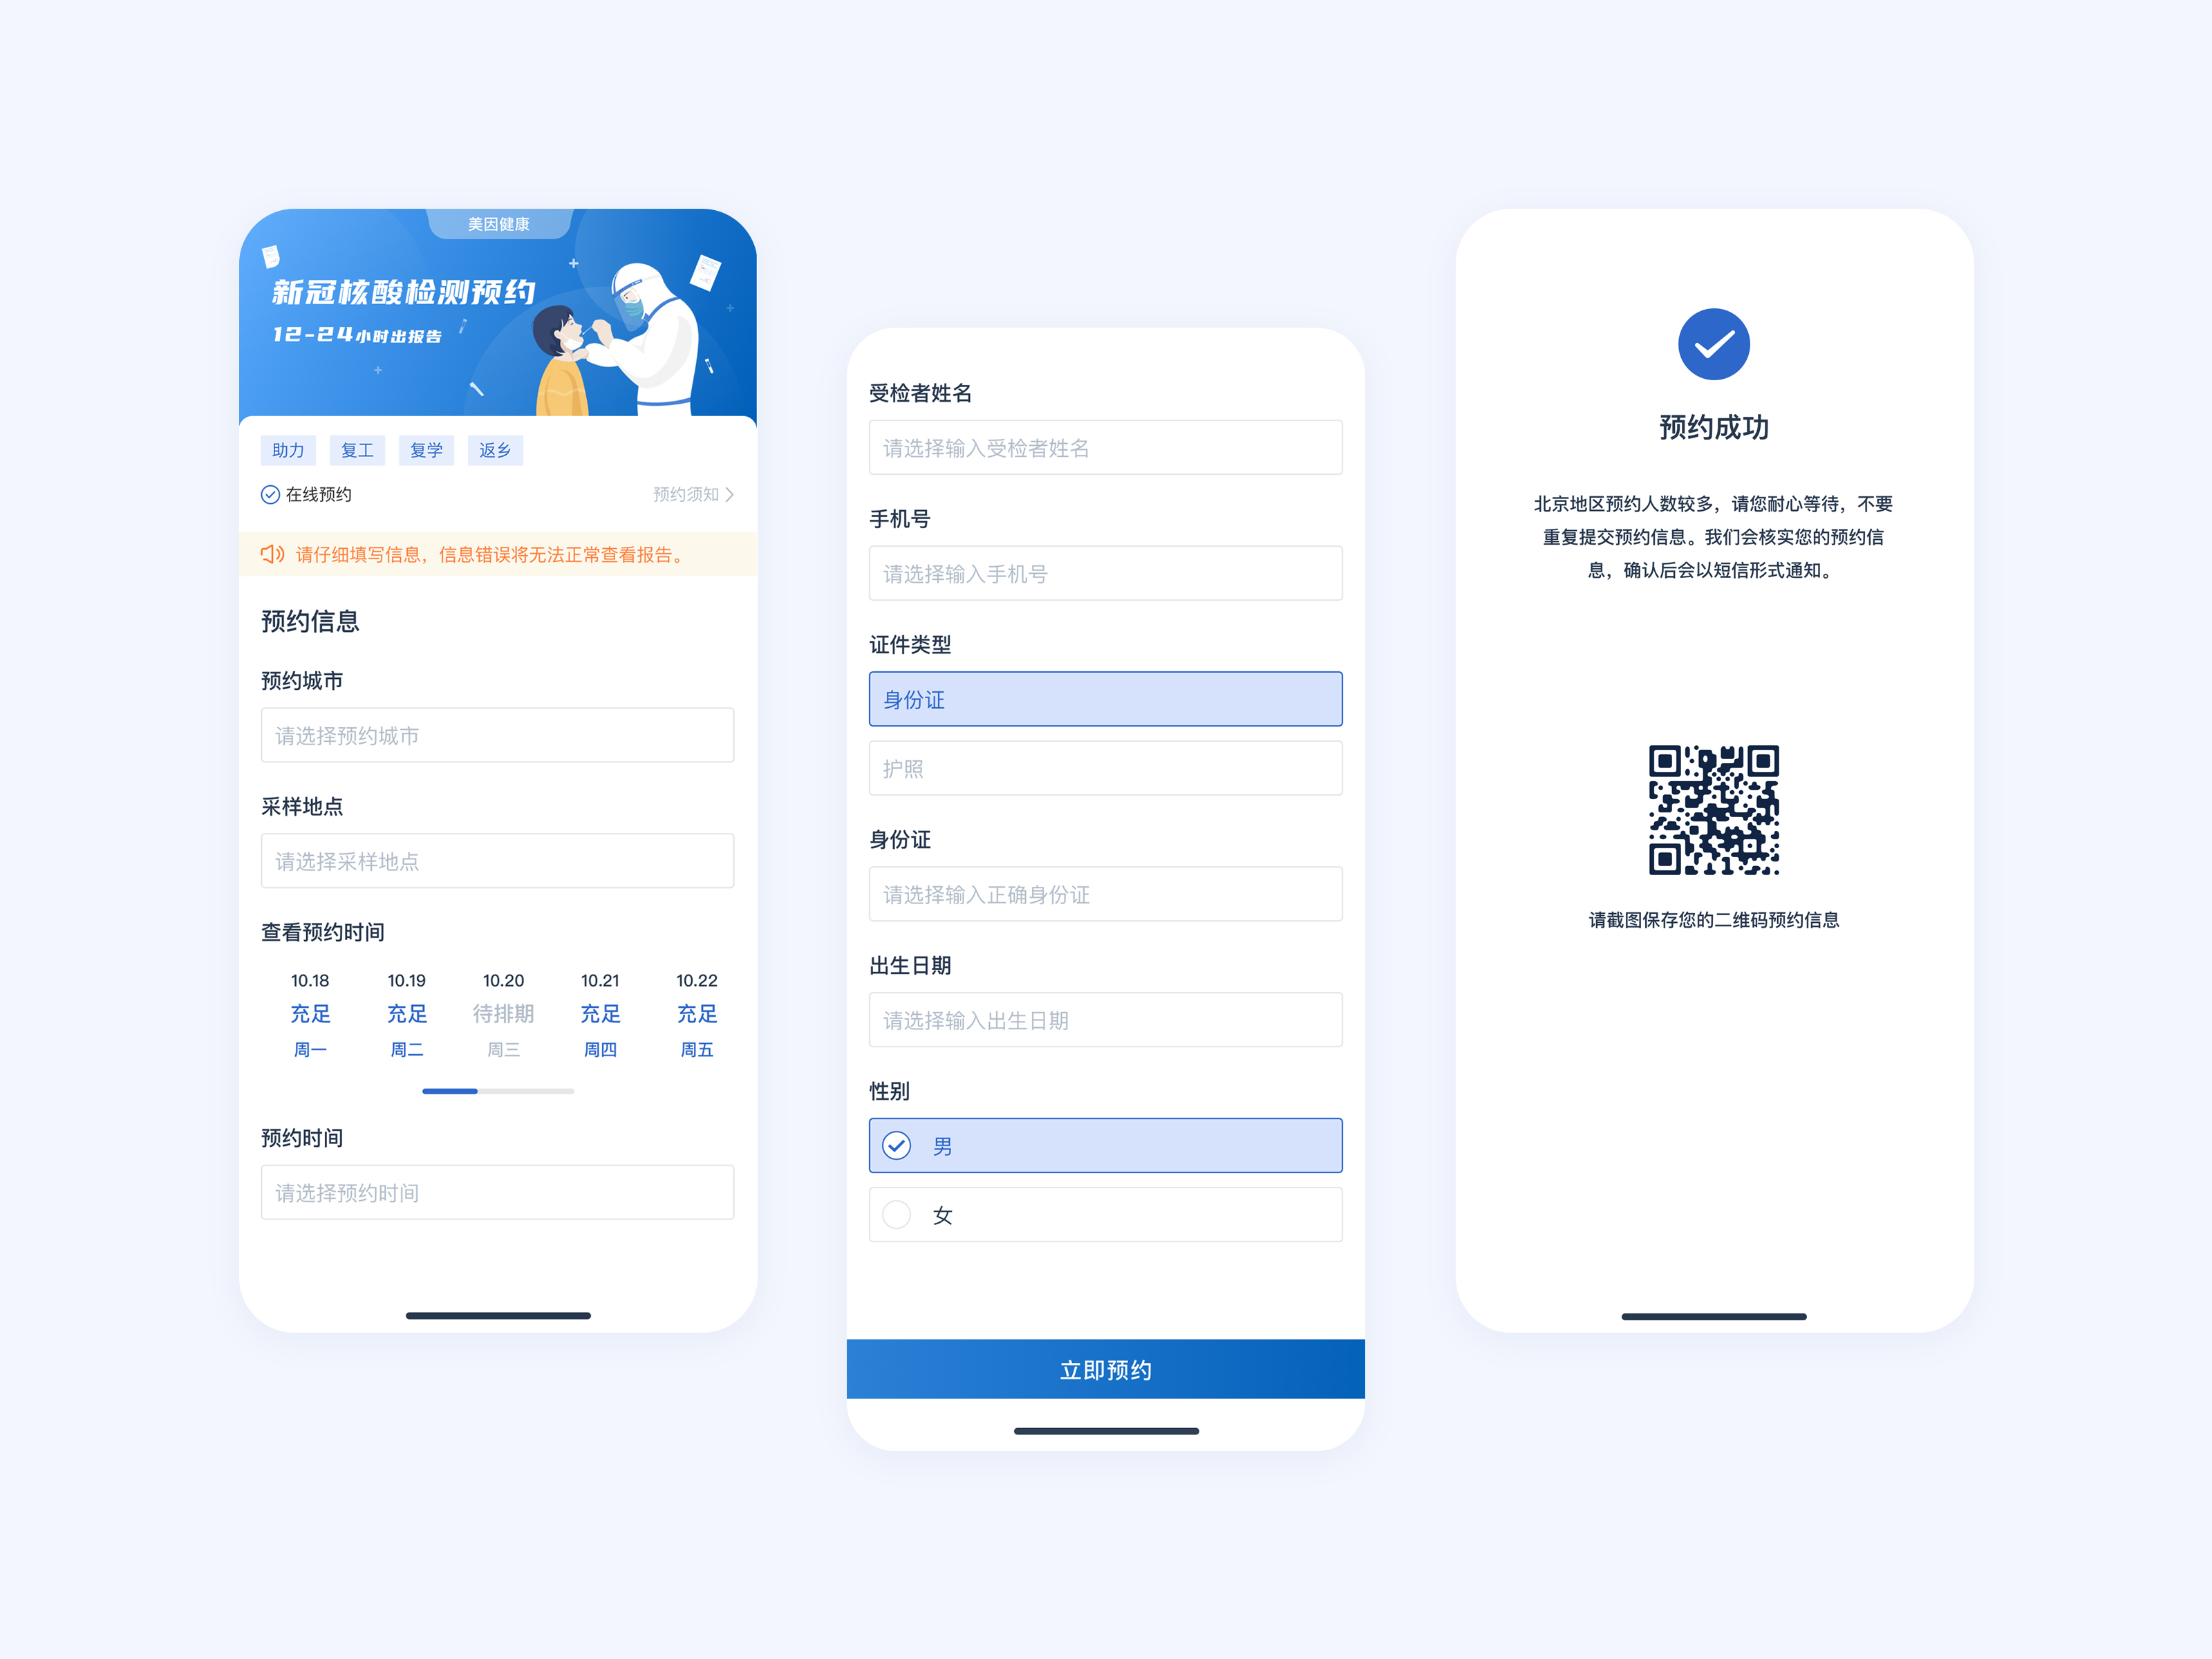 美因健康
新冠核酸检测预约
12-24小时出报告
助力 复工 复学 返乡
在线预约 预约须知
请仔细填写信息，信息错误将无法正常查看报告。
预约信息
预约城市
请选择预约城市
采样地点
请选择采样地点
查看预约时间
10.18 10.19 10.20 10.21 10.22
充足 充足 待排期 充足 充足
周一 周二 周三 周四 周五
预约时间
请选择预约时间
受检者姓名
请选择输入受检者姓名
手机号
请选择输入手机号
证件类型
身份证
护照
身份证
请选择输入正确身份证
出生日期
请选择输入出生日期
性别
男
女
立即预约
预约成功
北京地区预约人数较多，请您耐心等待，不要
重复提交预约信息。我们会核实您的预约信
息，确认后会以短信形式通知。
请截图保存您的二维码预约信息